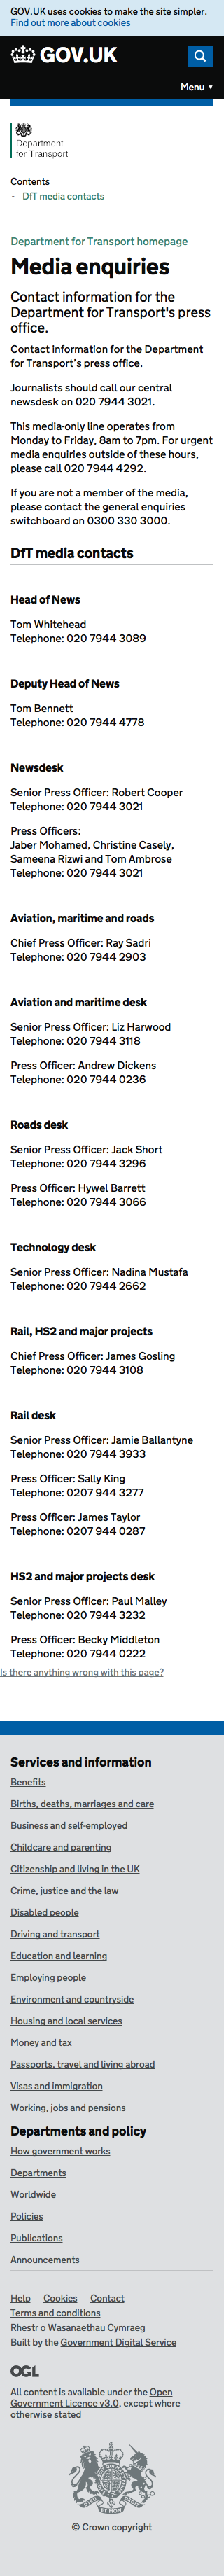 GOV.UK uses cookies to make the site simpler.
Find out more about cookies
GOV.UK
Menu ▼
Department
for Transport
Contents
- DfT media contacts
Department for Transport homepage
Media enquiries
Contact information for the
Department for Transport's press
office.
Contact information for the Department
for Transport's press office.
Journalists should call our central
newsdesk on 020 7944 3021.
This media-only line operates from
Monday to Friday, 8am to 7pm. For urgent
media enquiries outside of these hours,
please call 020 7944 4292.
If you are not a member of the media,
please contact the general enquiries
switchboard on 0300 330 3000.
DfT media contacts
Head of News
Tom Whitehead
Telephone: 020 7944 3089
Deputy Head of News
Tom Bennett
Telephone: 020 7944 4778
Newsdesk
Senior Press Officer: Robert Cooper
Telephone: 020 7944 3021
Press Officers:
Jaber Mohamed, Christine Casely,
Sameena Rizwi and Tom Ambrose
Telephone: 020 7944 3021
Aviation, maritime and roads
Chief Press Officer: Ray Sadri
Telephone: 020 7944 2903
Aviation and maritime desk
Senior Press Officer: Liz Harwood
Telephone: 020 7944 3118
Press Officer: Andrew Dickens
Telephone: 020 7944 0236
Roads desk
Senior Press Officer: Jack Short
Telephone: 020 7944 3296
Press Officer: Hywel Barrett
Telephone: 020 7944 3066
Technology desk
Senior Press Officer: Nadina Mustafa
Telephone: 020 7944 2662
Rail, HS2 and major projects
Chief Press Officer: James Gosling
Telephone: 020 7944 3108
Rail desk
Senior Press Officer: Jamie Ballantyne
Telephone: 020 7944 3933
Press Officer: Sally King
Telephone: 0207 944 3277
Press Officer: James Taylor
Telephone: 0207 944 0287
HS2 and major projects desk
Senior Press Officer: Paul Malley
Telephone: 020 7944 3232
Press Officer: Becky Middleton
Telephone: 020 7944 0222
Is there anything wrong with this page?
Services and information
Benefits
Births, deaths, marriages and care
Business and self-employed
Childcare and parenting
Citizenship and living in the UK
Crime, justice and the law
Disabled people
Driving and transport
Education and learning
Employing people
Environment and countryside
Housing and local services
Money and tax
Passports, travel and living abroad
Visas and immigration
Working, jobs and pensions
Departments and policy
How government works
Departments
Worldwide
Policies
Publications
Announcements
Help Cookies Contact
Terms and conditions
Rhestr o Wasanaethau Cymraeg
Built by the Government Digital Service
OGL
All content is available under the Open
Government Licence v3.0, except where
otherwise stated
© Crown copyright